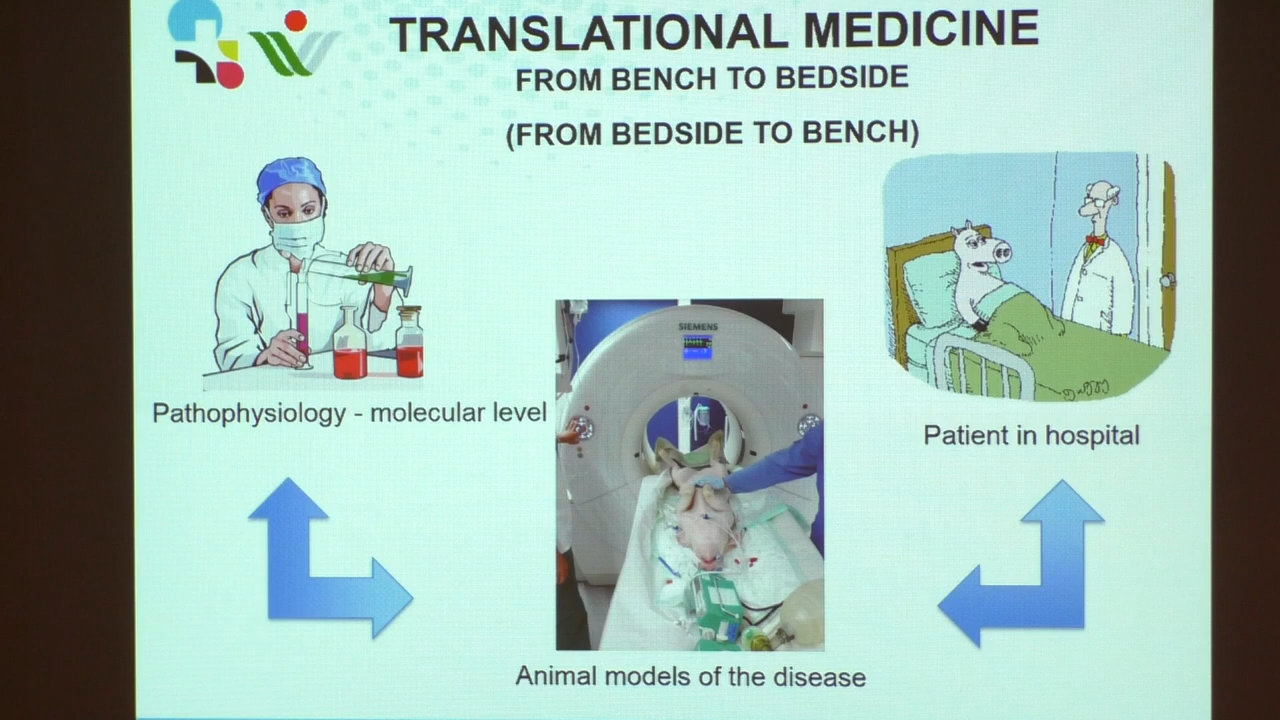 TRANSLATIONAL MEDICINE
FROM BENCH TO BEDSIDE
(FROM BEDSIDE TO BENCH)
Pathophysiology - molecular level
SIEMENS
Patient in hospital
Animal models of the disease